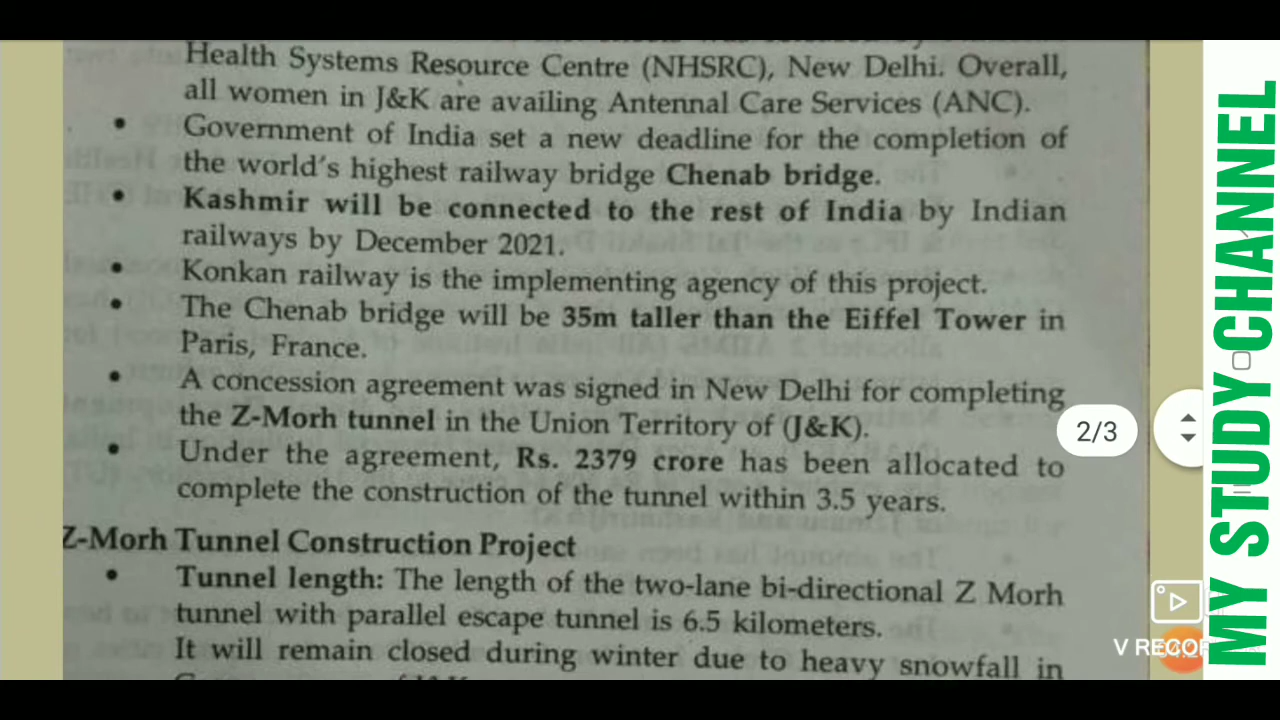 Health Systems Resource Centre (NHSRC), New Delhi. Overall,
all women in J&K are availing Antennal Care Services (ANC).
• Government of India set a new deadline for the completion of
the world's highest railway bridge Chenab bridge.
• Kashmir will be connected to the rest of India by Indian
railways by December 2021.
• Konkan railway is the implementing agency of this project.
• The Chenab bridge will be 35m taller than the Eiffel Tower in
Paris, France.
• A concession agreement was signed in New Delhi for completing
the Z-Morh tunnel in the Union Territory of (J&K).
• Under the agreement, Rs. 2379 crore has been allocated to
complete the construction of the tunnel within 3.5 years.
Z-Morh Tunnel Construction Project
• Tunnel length: The length of the two-lane bi-directional Z Morh
tunnel with parallel escape tunnel is 6.5 kilometers.
It will remain closed during winter due to heavy snowfall in
2/3
MY STUDY CHANNEL
V RECOR